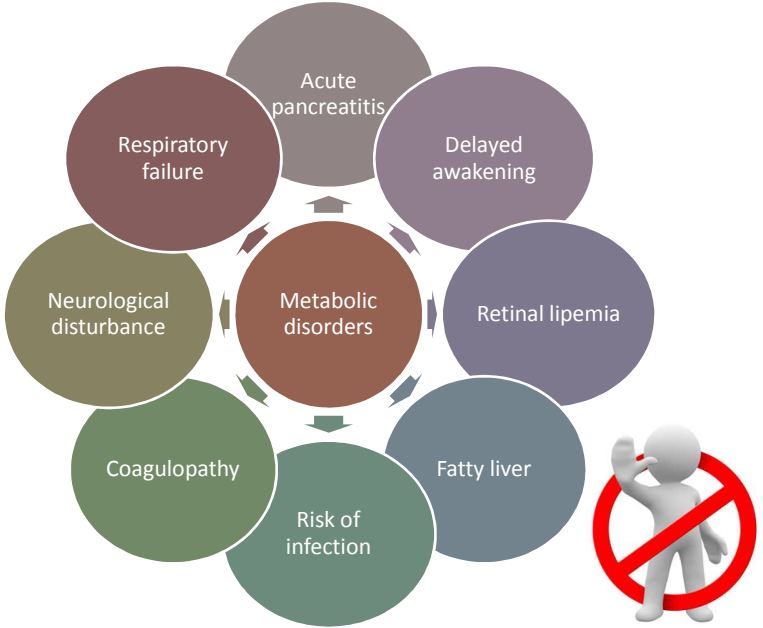 Acute
pancreatitis
Delayed
awakening
Retinal lipemia
Fatty liver
Risk of
infection
Coagulopathy
Neurological
disturbance
Respiratory
failure
Metabolic
disorders